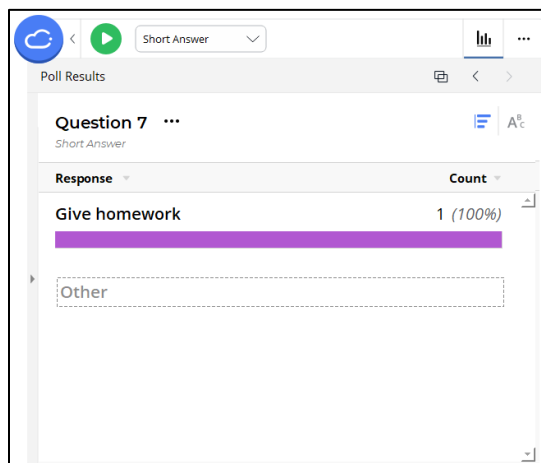 Short Answer
Poll Results
Question 7
Short Answer
Response Count
Give homework 1 (100%)
Other